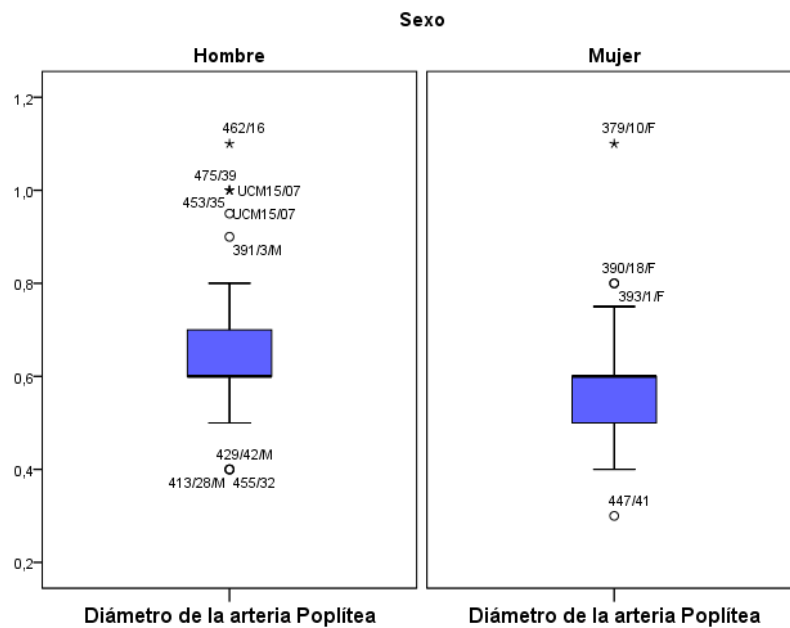 Sexo
Hombre Mujer
1,2
1,0
0,8
0,6
0,4
0,2
462/16
475/39
UCM15/07
453/35
UCM15/07
391/3/M
429/42/M
413/28/M 455/32
379/10/F
390/18/F
393/1/F
447/41
Diámetro de la arteria Poplítea Diámetro de la arteria Poplítea